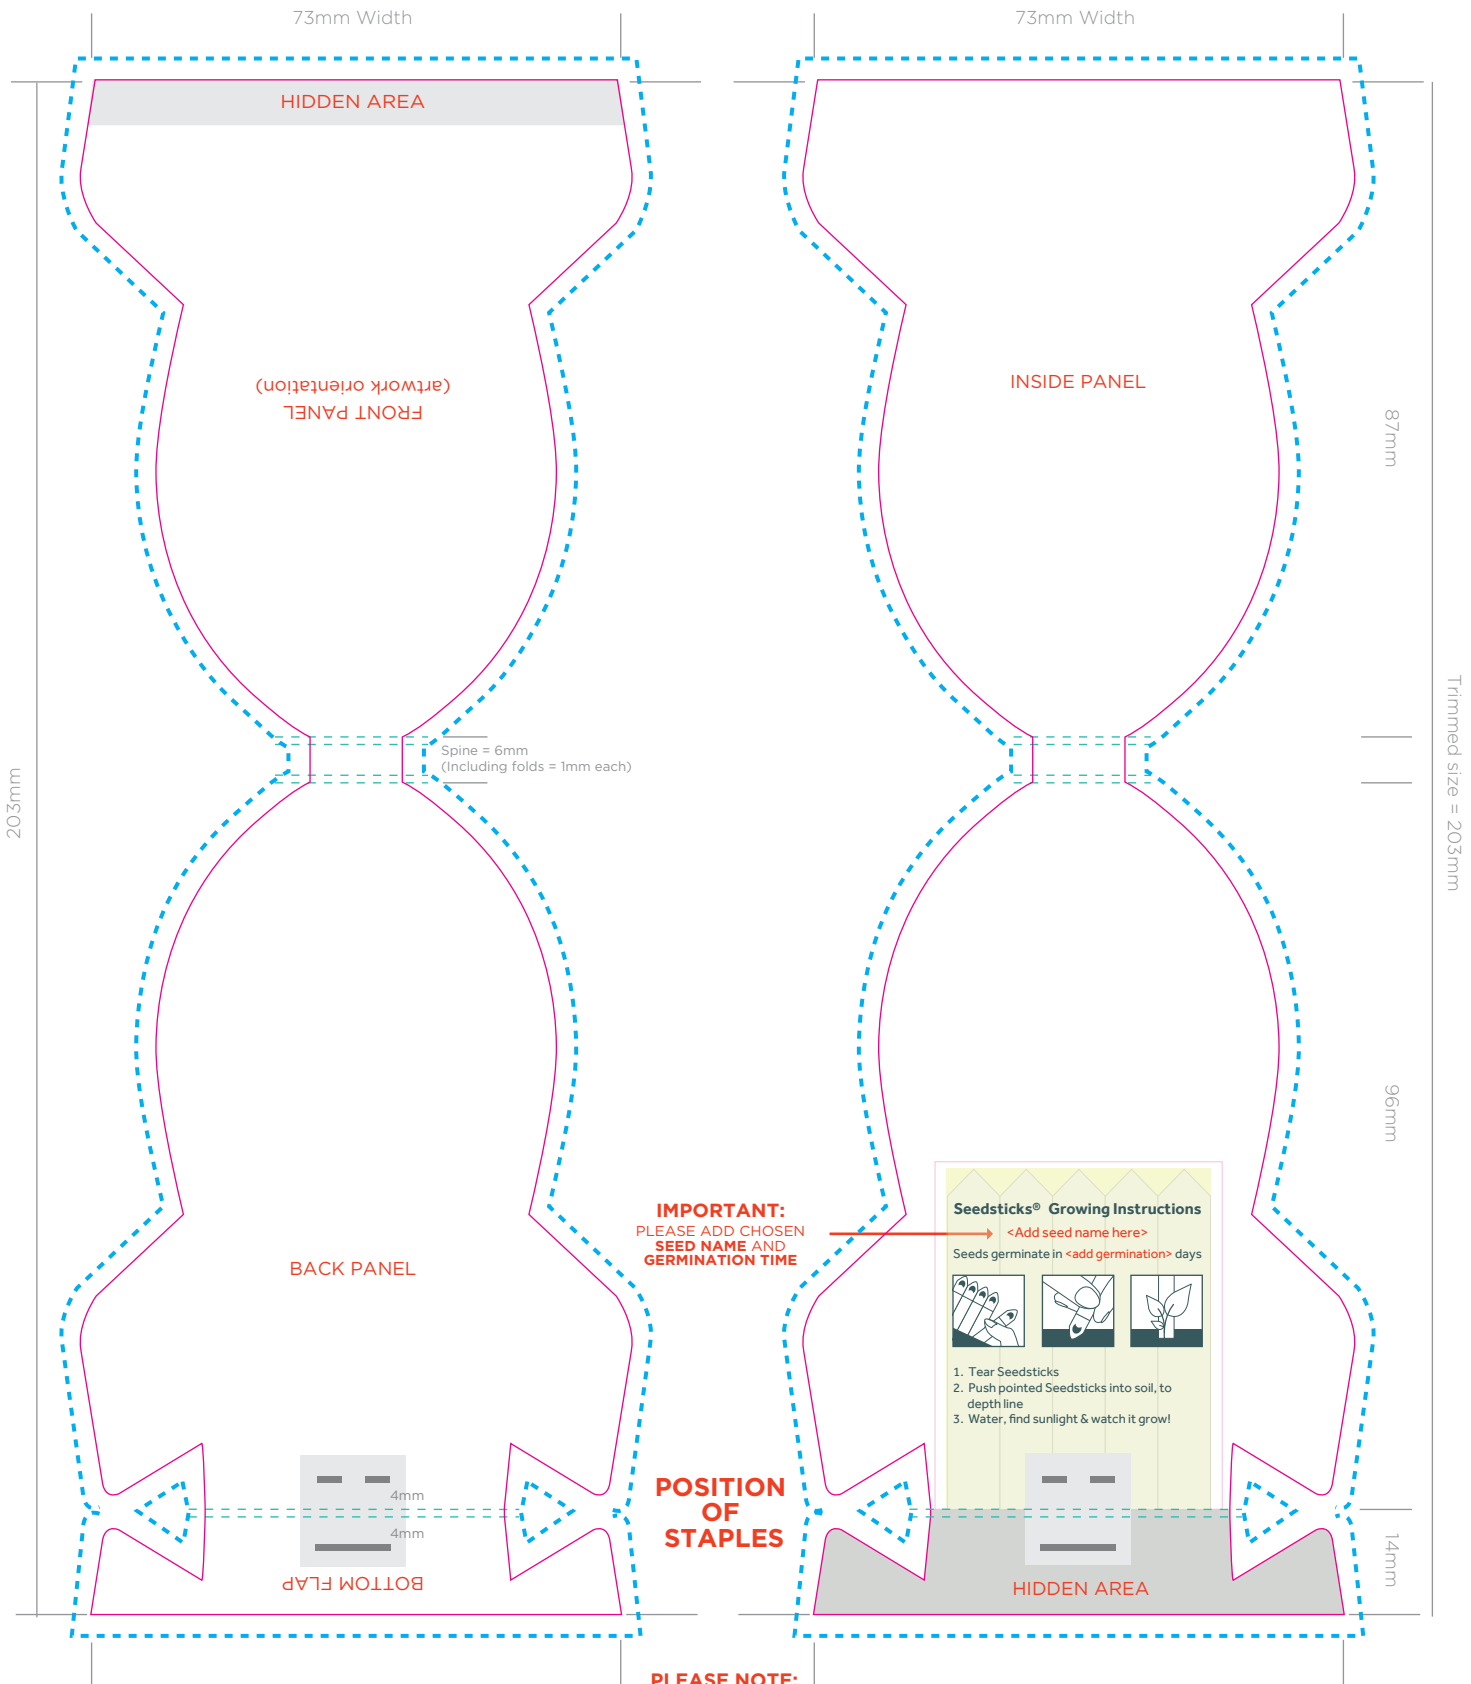 73mm Width
73mm Width
HIDDEN AREA
FRONT PANEL
(artwork orientation)
INSIDE PANEL
87mm
Spine = 6mm
(Including folds = 1mm each)
203mm
Trimmed size = 203mm
96mm
IMPORTANT:
PLEASE ADD CHOSEN
SEED NAME AND
GERMINATION TIME
Seedsticks® Growing Instructions
<Add seed name here>
Seeds germinate in <add germination> days
BACK PANEL
1. Tear Seedsticks
2. Push pointed Seedsticks into soil, to
depth line
3. Water, find sunlight & watch it grow!
POSITION
OF
STAPLES
4mm
4mm
BOTTOM FLAP
14mm
HIDDEN AREA
PLEASE NOTE: